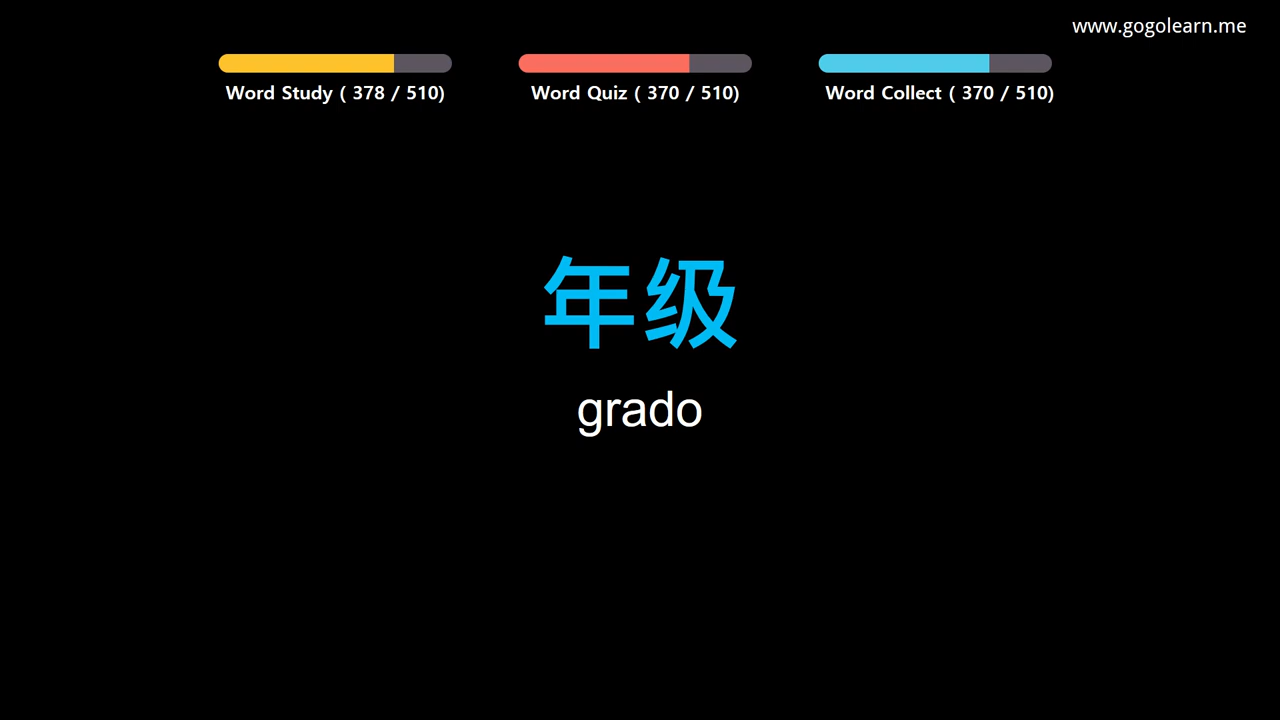 www.gogolearn.me
Word Study ( 378 / 510)
Word Quiz ( 370 / 510)
Word Collect ( 370 / 510)
年级
grado